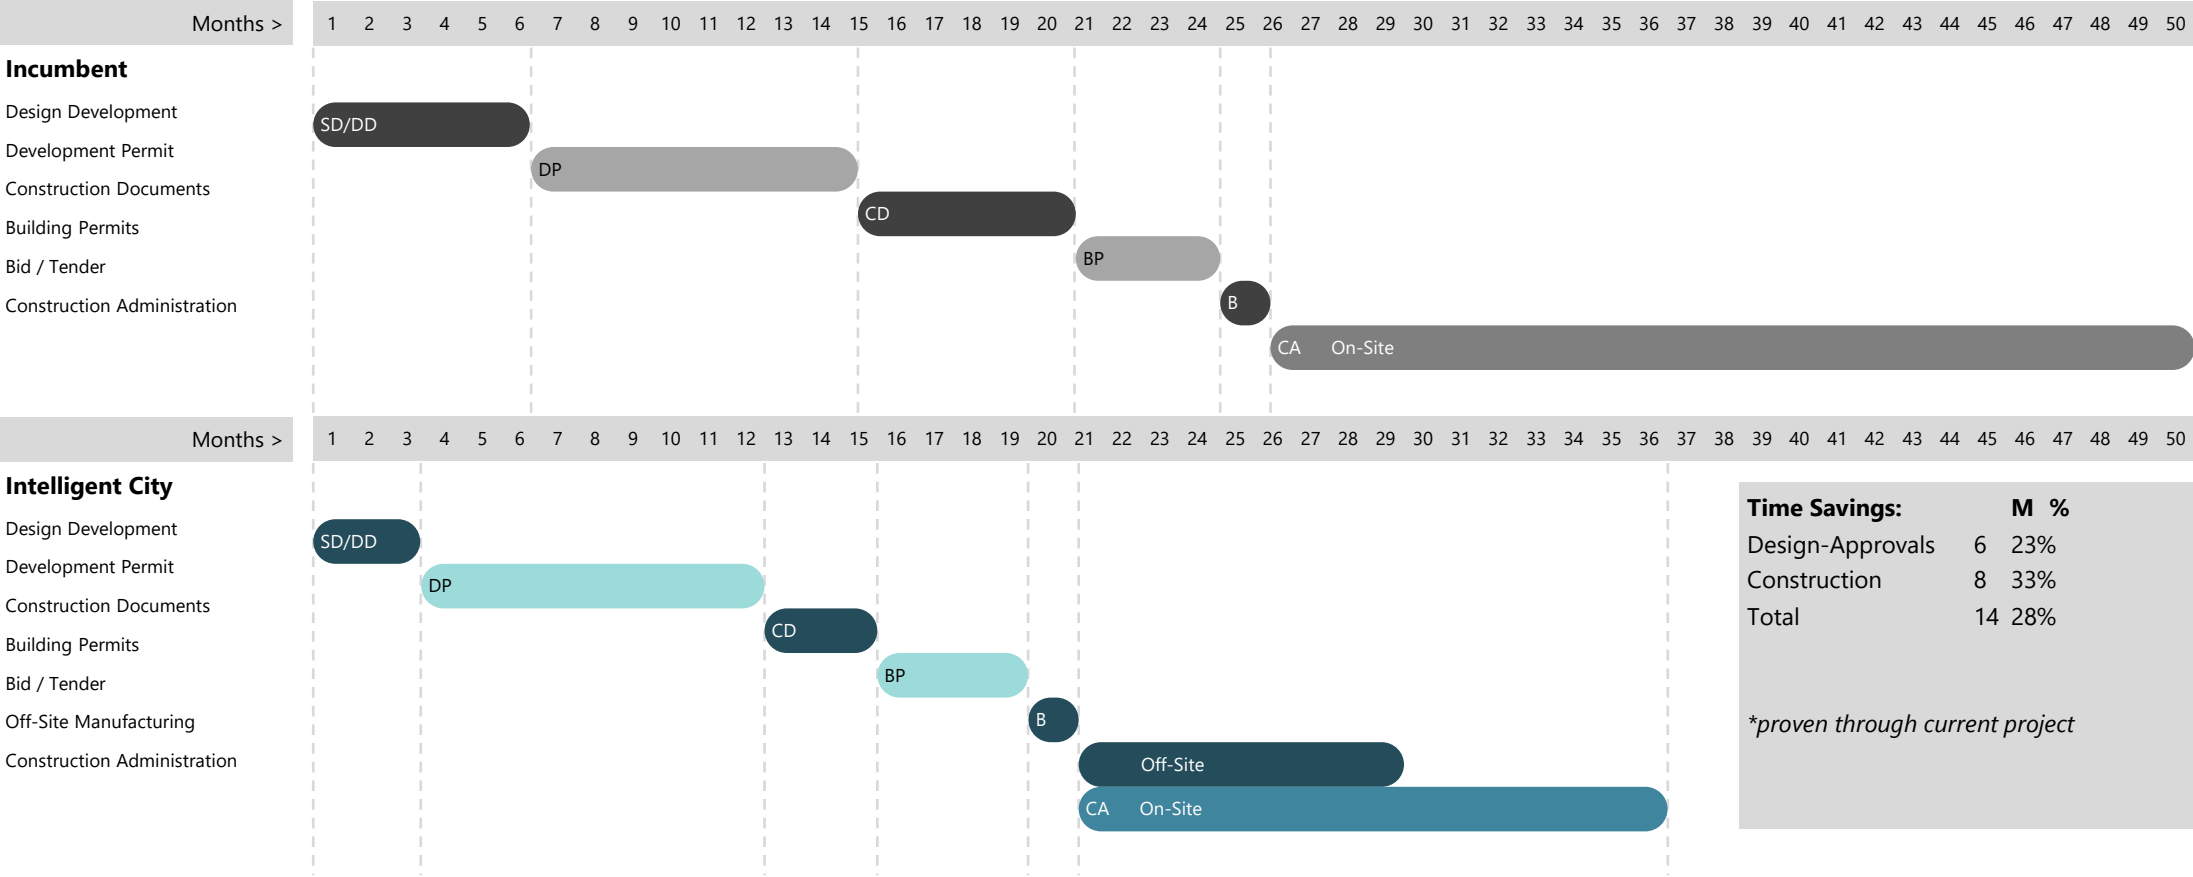 Months > 1 2 3 4 5 6 7 8 9 10 11 12 13 14 15 16 17 18 19 20 21 22 23 24 25 26 27 28 29 30 31 32 33 34 35 36 37 38 39 40 41 42 43 44 45 46 47 48 49 50
Incumbent
Design Development
SD/DD
Development Permit
DP
Construction Documents
CD
Building Permits
BP
Bid / Tender
B
Construction Administration
CA On-Site
Months > 1 2 3 4 5 6 7 8 9 10 11 12 13 14 15 16 17 18 19 20 21 22 23 24 25 26 27 28 29 30 31 32 33 34 35 36 37 38 39 40 41 42 43 44 45 46 47 48 49 50
Intelligent City
Design Development
SD/DD
Development Permit
DP
Construction Documents
CD
Building Permits
BP
Bid / Tender
B
Off-Site Manufacturing
Off-Site
Construction Administration
CA On-Site
Time Savings: M %
Design-Approvals 6 23%
Construction 8 33%
Total 14 28%
*proven through current project